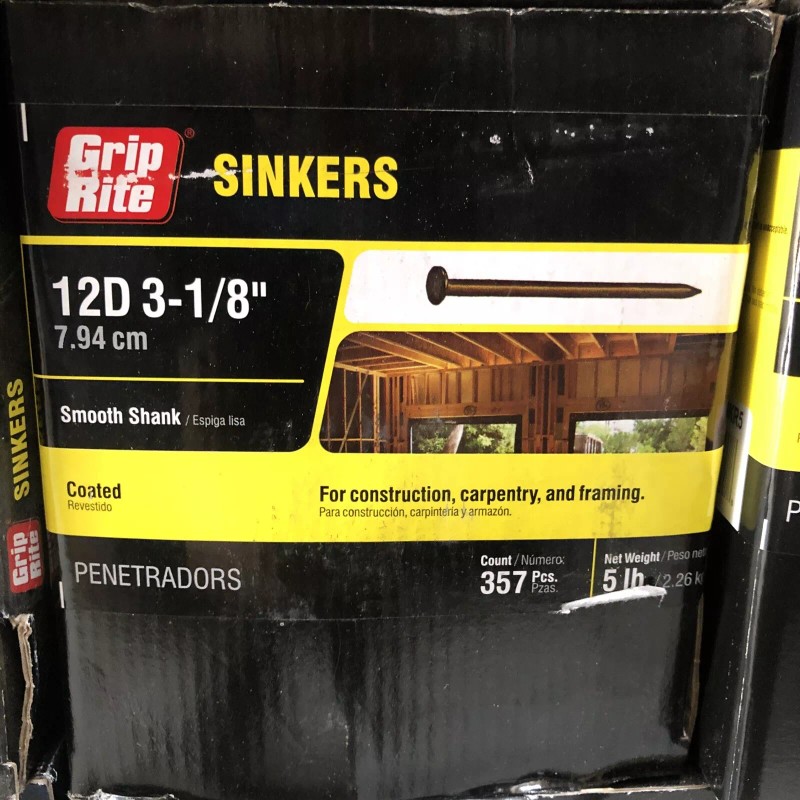 Grip
Rite®
SINKERS
12D 3-1/8"
7.94 cm
Smooth Shank / Espiga lisa
Coated
Revestido
For construction, carpentry, and framing.
Para construcción, carpintería y armazón.
PENETRADORS
Count / Número:
357 Pcs.
Pzas.
Net Weight / Peso
5 lb / 2.26
SINKERS
Grip
Rite